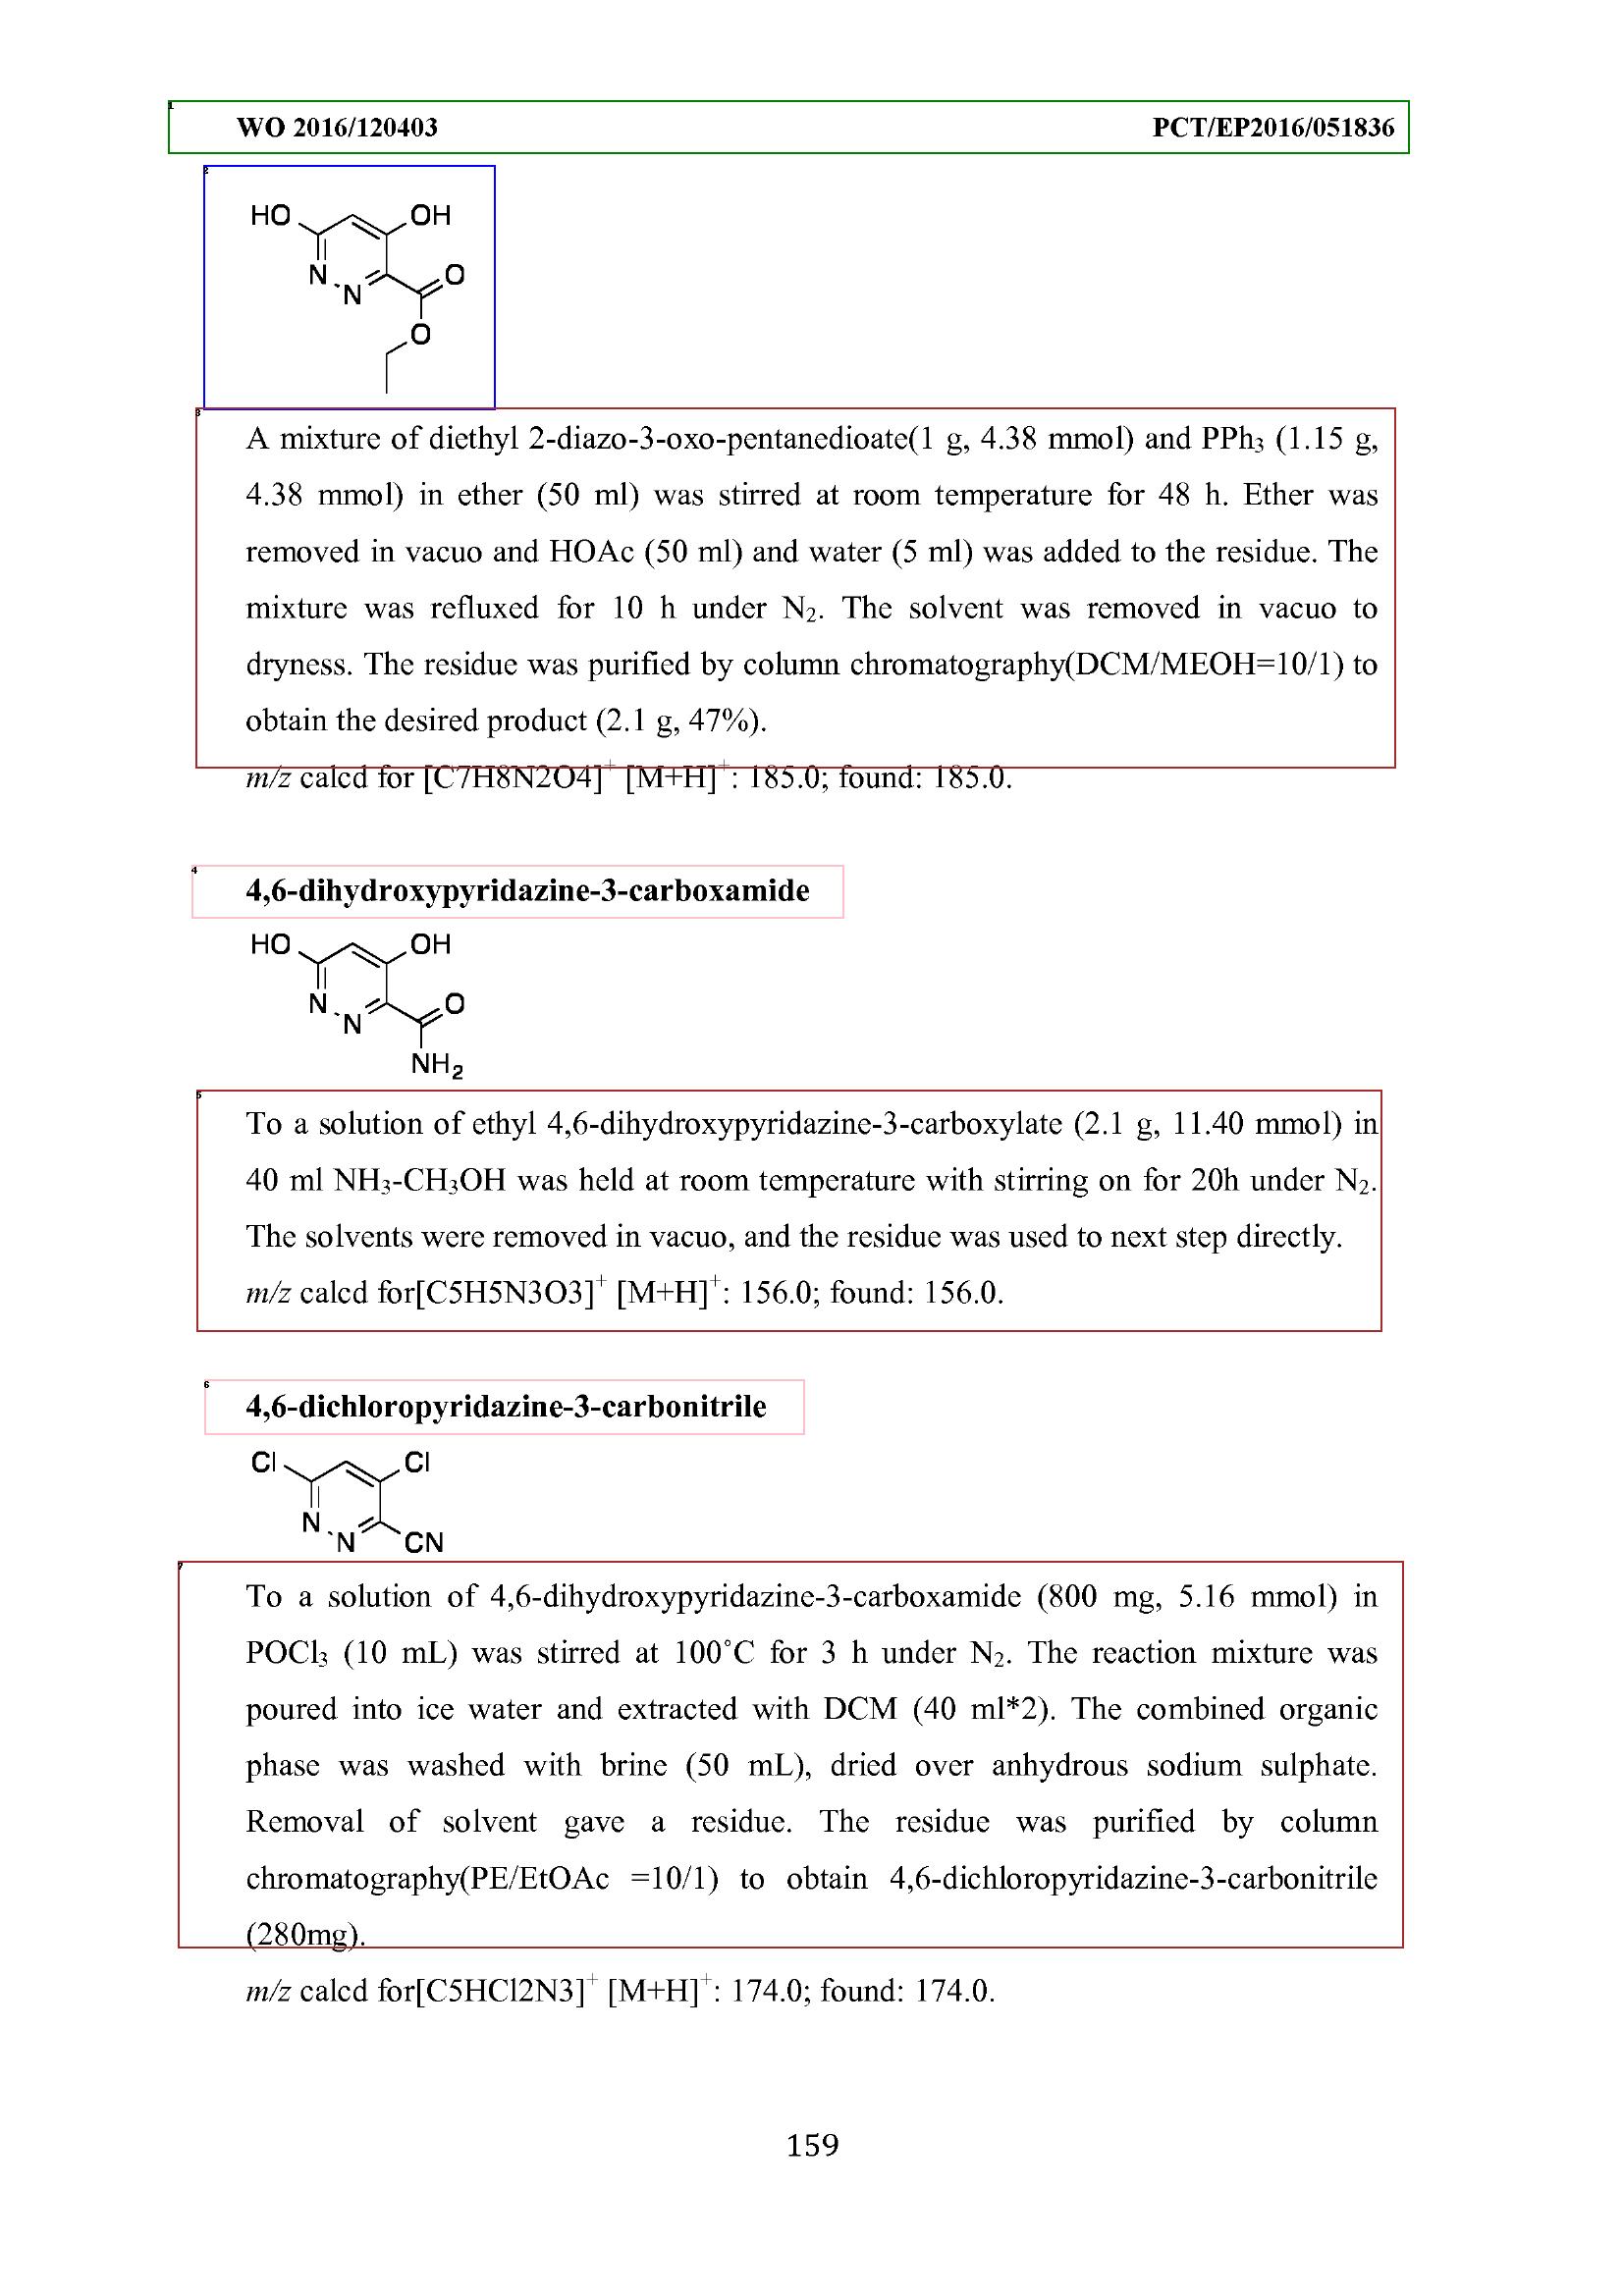 WO 2016/120403 PCT/EP2016/051836
HO OH
N O
N
O
A mixture of diethyl 2-diazo-3-oxo-pentanedioate(1 g, 4.38 mmol) and PPh3 (1.15 g,
4.38 mmol) in ether (50 ml) was stirred at room temperature for 48 h. Ether was
removed in vacuo and HOAc (50 ml) and water (5 ml) was added to the residue. The
mixture was refluxed for 10 h under N2. The solvent was removed in vacuo to
dryness. The residue was purified by column chromatography(DCM/MEOH=10/1) to
obtain the desired product (2.1 g, 47%).
m/z calcd for [C7H8N2O4]+ [M+H]+: 185.0; found: 185.0.
4,6-dihydroxypyridazine-3-carboxamide
HO OH
N O
N
NH2
To a solution of ethyl 4,6-dihydroxypyridazine-3-carboxylate (2.1 g, 11.40 mmol) in
40 ml NH3-CH3OH was held at room temperature with stirring on for 20h under N2.
The solvents were removed in vacuo, and the residue was used to next step directly.
m/z calcd for[C5H5N3O3]+ [M+H]+: 156.0; found: 156.0.
4,6-dichloropyridazine-3-carbonitrile
Cl Cl
N
N CN
To a solution of 4,6-dihydroxypyridazine-3-carboxamide (800 mg, 5.16 mmol) in
POCl3 (10 mL) was stirred at 100°C for 3 h under N2. The reaction mixture was
poured into ice water and extracted with DCM (40 ml*2). The combined organic
phase was washed with brine (50 mL), dried over anhydrous sodium sulphate.
Removal of solvent gave a residue. The residue was purified by column
chromatography(PE/EtOAc =10/1) to obtain 4,6-dichloropyridazine-3-carbonitrile
(280mg).
m/z calcd for[C5HCl2N3]+ [M+H]+: 174.0; found: 174.0.
159